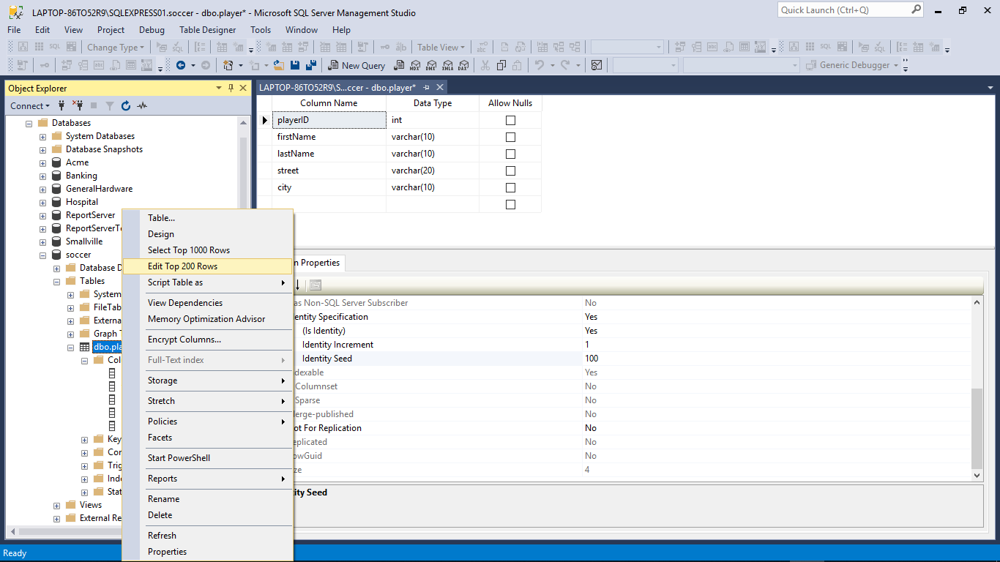 LAPTOP-86TO52R9\SQLEXPRESS01.soccer - dbo.player* - Microsoft SQL Server Management Studio
Quick Launch (Ctrl+Q)
File Edit View Project Debug Table Designer Tools Window Help
Change Type Table View
New Query Generic Debugger
Object Explorer
LAPTOP-86TO52R9\S...ccer - dbo.player*
Connect
Databases
System Databases
Database Snapshots
Acme
Banking
GeneralHardware
Hospital
ReportServer
ReportServerTe
Smallville
soccer
Database D
Tables
System
FileTab
Externa
Graph T
dbo.pla
Col
Key
Con
Trig
Inde
Stat
Views
External Re
Table...
Design
Select Top 1000 Rows
Edit Top 200 Rows
Script Table as
View Dependencies
Memory Optimization Advisor
Encrypt Columns...
Full-Text index
Storage
Stretch
Policies
Facets
Start PowerShell
Reports
Rename
Delete
Refresh
Properties
Column Name Data Type Allow Nulls
playerID int
firstName varchar(10)
lastName varchar(10)
street varchar(20)
city varchar(10)
n Properties
as Non-SQL Server Subscriber No
entity Specification Yes
(Is Identity) Yes
Identity Increment 1
Identity Seed 100
dexable Yes
Columnset No
Sparse No
erge-published No
ot For Replication No
eplicated No
owGuid No
ze 4
tity Seed
Ready